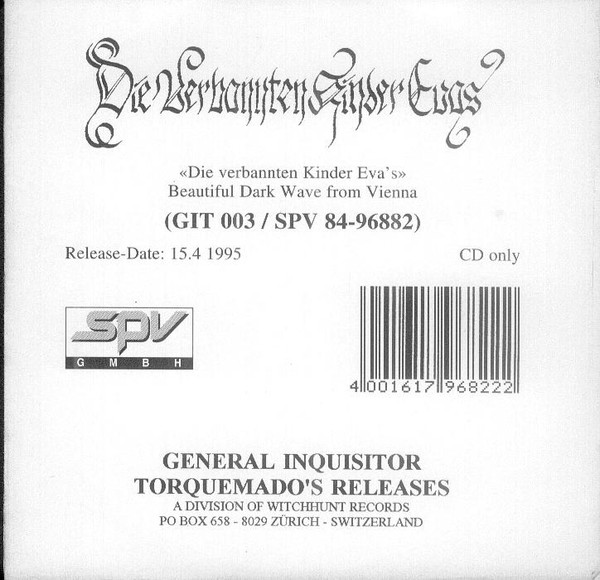 Die Verbannten Kinder Evas
«Die verbannten Kinder Eva's»
Beautiful Dark Wave from Vienna
(GIT 003 / SPV 84-96882)
Release-Date: 15.4 1995
CD only
spv
GMBH
4 001617 968222
GENERAL INQUISITOR
TORQUEMADO'S RELEASES
A DIVISION OF WITCHHUNT RECORDS
PO BOX 658 - 8029 ZÜRICH - SWITZERLAND